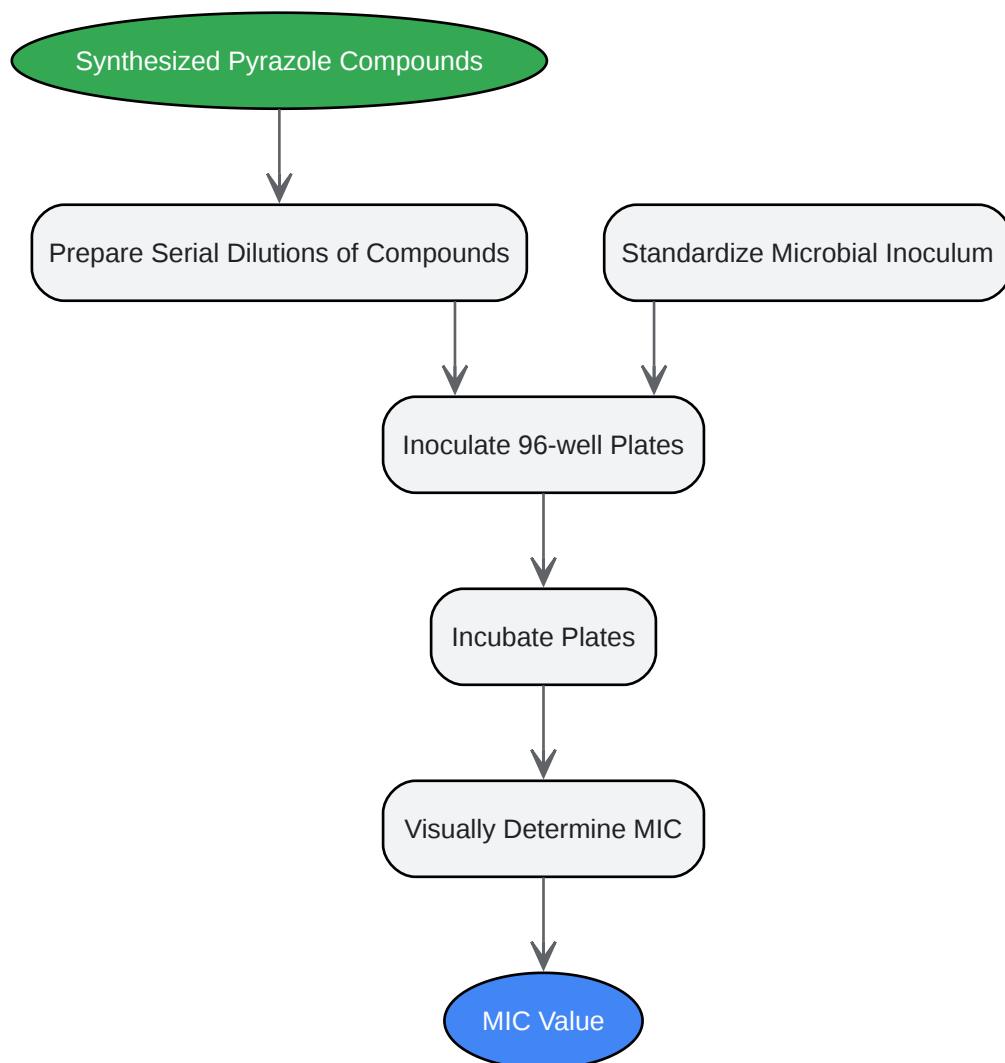 Synthesized Pyrazole Compounds
Prepare Serial Dilutions of Compounds
Standardize Microbial Inoculum
Inoculate 96-well Plates
Incubate Plates
Visually Determine MIC
MIC Value